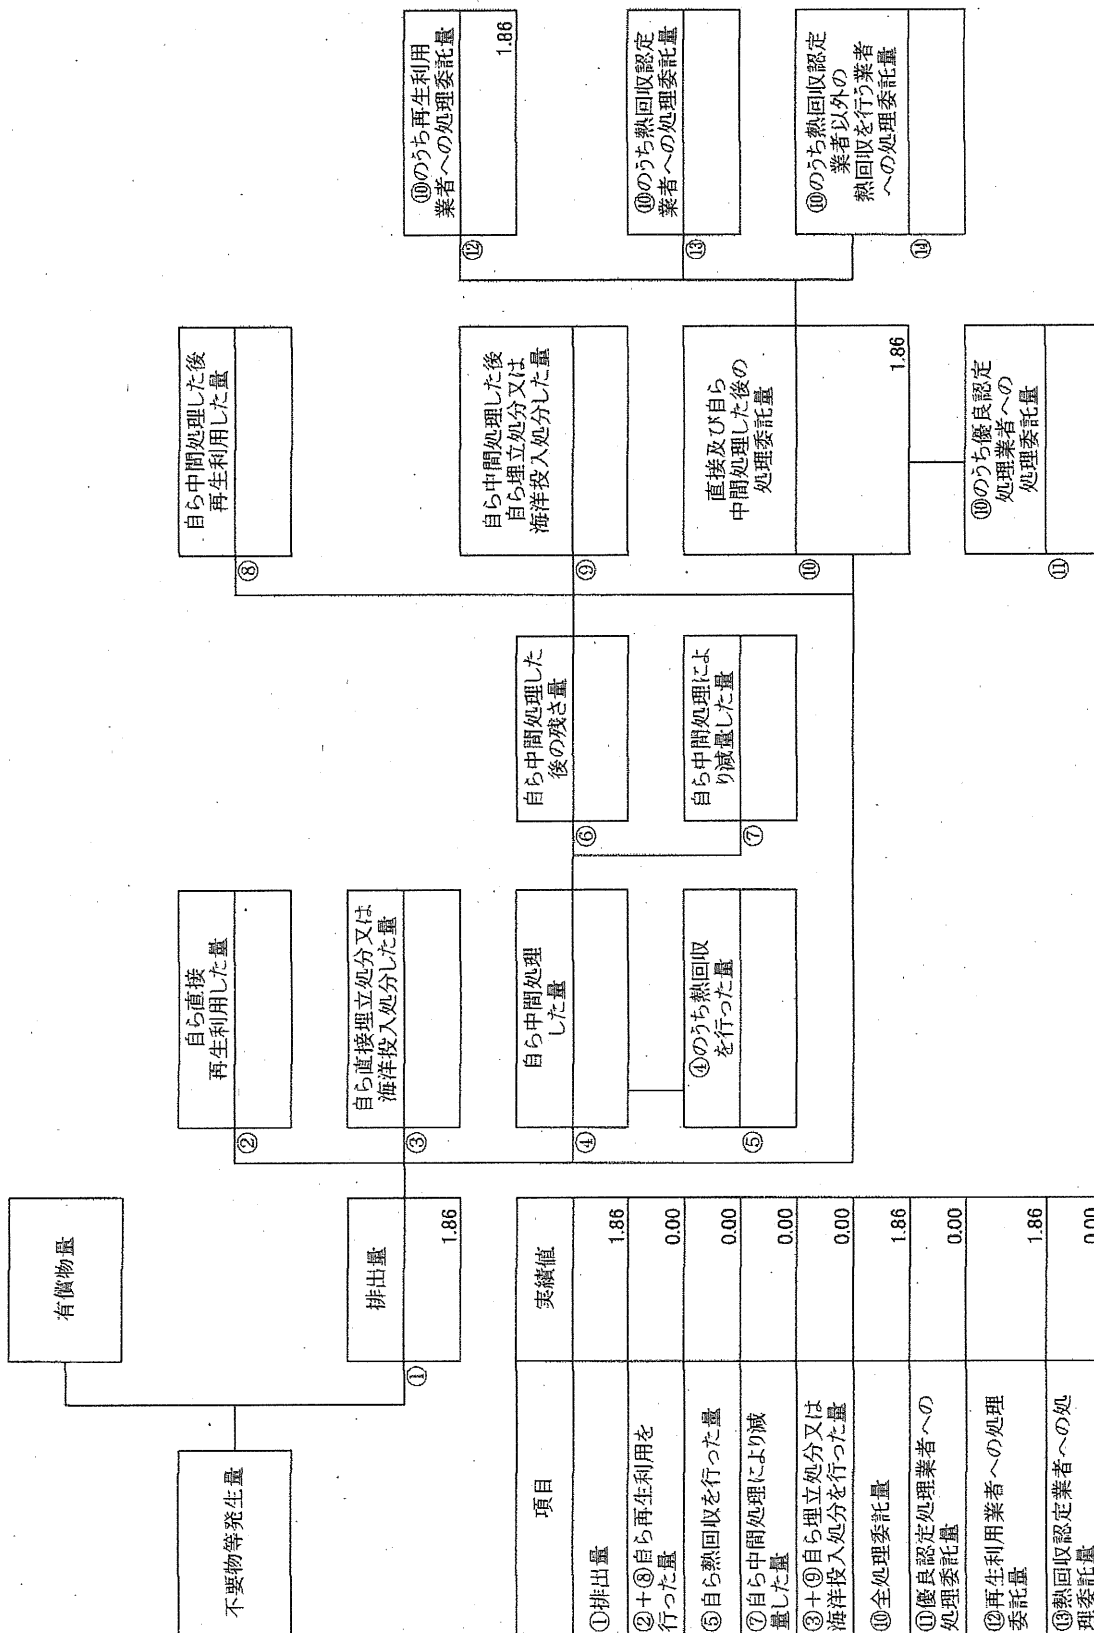 不要物等発生量
有償物量
排出量
①
1.86
自ら直接
再生利用した量
②
自ら直接埋立処分又は
海洋投入処分した量
③
自ら中間処理
した量
④
④のうち熱回収
を行った量
⑤
自ら中間処理した
後の残さ量
⑥
自ら中間処理によ
り減量した量
⑦
自ら中間処理した後
再生利用した量
⑧
自ら中間処理した後
自ら埋立処分又は
海洋投入処分した量
⑨
直接及び自ら
中間処理した後の
処理委託量
⑩
1.86
⑩のうち優良認定
処理業者への
処理委託量
⑪
⑩のうち再生利用
業者への処理委託量
⑫
1.86
⑩のうち熱回収認定
業者への処理委託量
⑬
⑩のうち熱回収認定
業者以外の
熱回収を行う業者
への処理委託量
⑭
項目
実績値
①排出量
1.86
②+⑧自ら再生利用を
行った量
0.00
⑤自ら熱回収を行った量
0.00
⑦自ら中間処理により減
量した量
0.00
③+⑨自ら埋立処分又は
海洋投入処分を行った量
0.00
⑩全処理委託量
1.86
⑪優良認定処理業者への
処理委託量
0.00
⑫再生利用業者への処理
委託量
1.86
⑬熱回収認定業者への処
理委託量
0.00